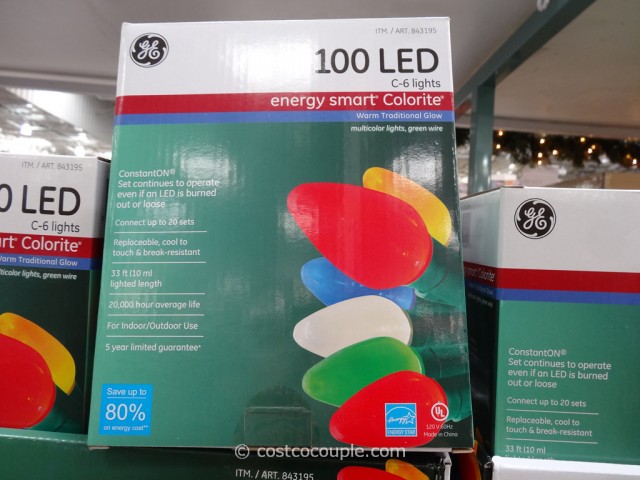 ITM. / ART. 843195
GE
100 LED
C-6 lights
energy smart® Colorite®
Warm Traditional Glow
multicolor lights, green wire
ConstantON®
Set continues to operate
even if an LED is burned
out or loose
Connect up to 20 sets
Replaceable, cool to
touch & break-resistant
33 ft (10 m)
lighted length
20,000 hour average life
For Indoor/Outdoor Use
5 year limited guarantee*
Save up to
80%
on energy cost**
ENERGY STAR
UL
120 V 60Hz
Made in China
ITM. / ART. 843195
0 LED
C-6 lights
rt® Colorite®
Warm Traditional Glow
multicolor lights, green wire
GE
ConstantON®
Set continues to operate
even if an LED is burned
out or loose
Connect up to 20 sets
Replaceable, cool to
touch & break-resistant
33 ft (10 m)
ITM. / ART. 843195
© costcocouple.com